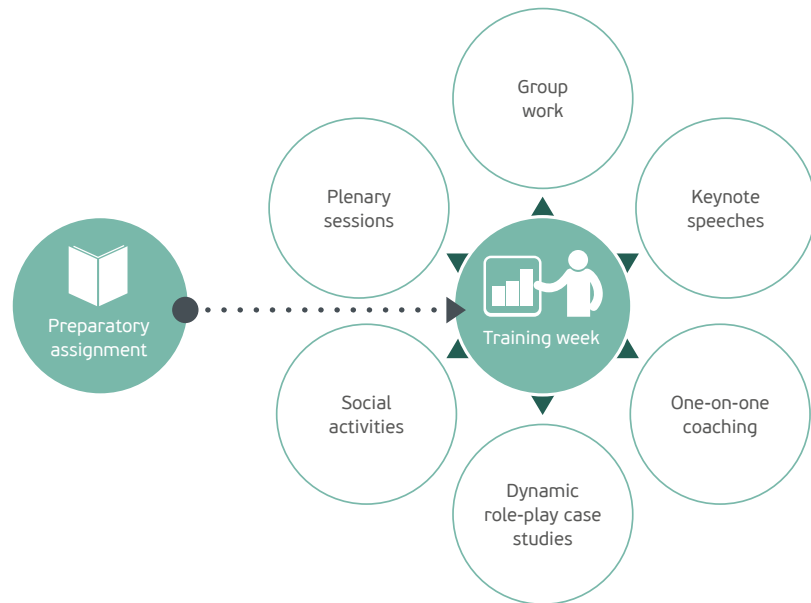 Group
work
Plenary
sessions
Keynote
speeches
Preparatory
assignment
Training week
Social
activities
One-on-one
coaching
Dynamic
role-play case
studies